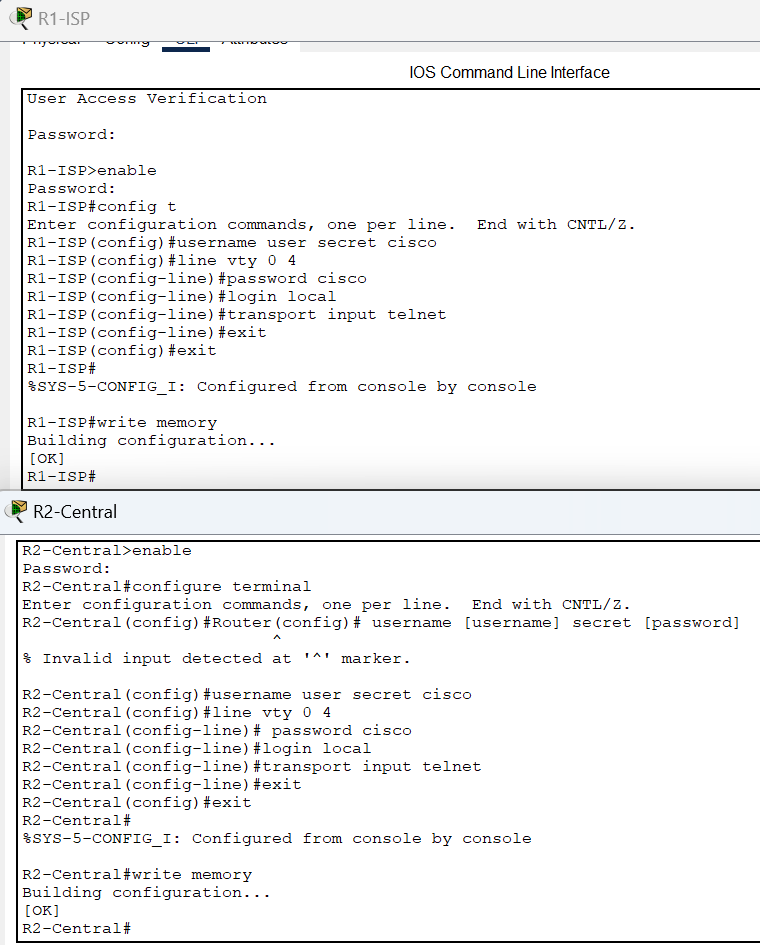 R1-ISP
Physical Config CLI Attributes
IOS Command Line Interface
User Access Verification
Password:
R1-ISP>enable
Password:
R1-ISP#config t
Enter configuration commands, one per line.  End with CNTL/Z.
R1-ISP(config)#username user secret cisco
R1-ISP(config)#line vty 0 4
R1-ISP(config-line)#password cisco
R1-ISP(config-line)#login local
R1-ISP(config-line)#transport input telnet
R1-ISP(config-line)#exit
R1-ISP(config)#exit
R1-ISP#
%SYS-5-CONFIG_I: Configured from console by console
R1-ISP#write memory
Building configuration...
[OK]
R1-ISP#
R2-Central
R2-Central>enable
Password:
R2-Central#configure terminal
Enter configuration commands, one per line.  End with CNTL/Z.
R2-Central(config)#Router(config)# username [username] secret [password]
^
% Invalid input detected at '^' marker.
R2-Central(config)#username user secret cisco
R2-Central(config)#line vty 0 4
R2-Central(config-line)# password cisco
R2-Central(config-line)#login local
R2-Central(config-line)#transport input telnet
R2-Central(config-line)#exit
R2-Central(config)#exit
R2-Central#
%SYS-5-CONFIG_I: Configured from console by console
R2-Central#write memory
Building configuration...
[OK]
R2-Central#